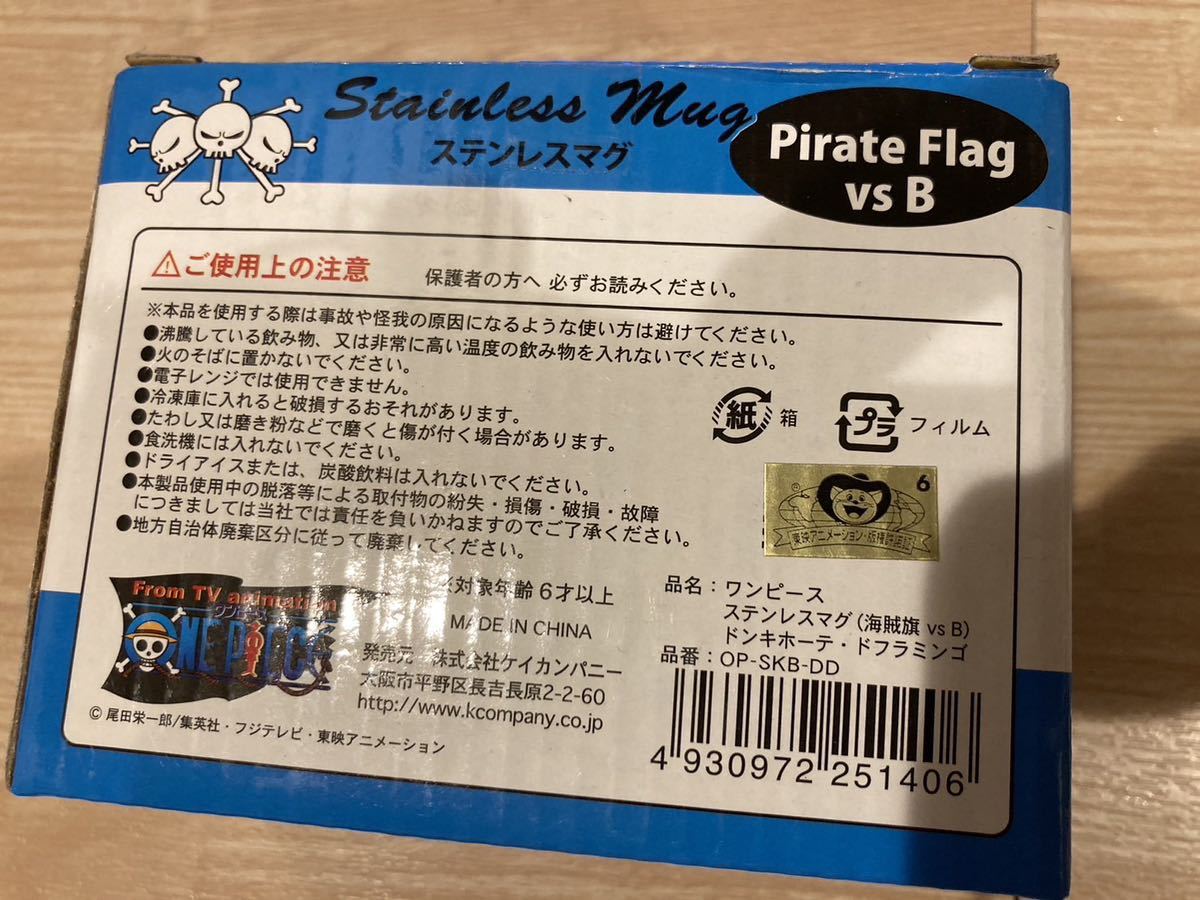 Stainless Mug
ステンレスマグ
Pirate Flag
vs B
ご使用上の注意
保護者の方へ 必ずお読みください。
※本品を使用する際は事故や怪我の原因になるような使い方は避けてください。
●沸騰している飲み物、又は非常に高い温度の飲み物を入れないでください。
●火のそばに置かないでください。
●電子レンジでは使用できません。
●冷凍庫に入れると破損するおそれがあります。
●たわし又は磨き粉などで磨くと傷が付く場合があります。
●食洗機には入れないでください。
●ドライアイスまたは、炭酸飲料は入れないでください。
●本製品使用中の脱落等による取付物の紛失・損傷・破損・故障
につきましては当社では責任を負いかねますのでご了承ください。
●地方自治体廃棄区分に従って廃棄してください。
紙 箱
プラ フィルム
6
®
東映アニメーション・版権許諾証
From TV animation
ワンピース
ONE PIECE
※対象年齢6才以上
MADE IN CHINA
発売元 株式会社ケイカンパニー
大阪市平野区長吉長原2-2-60
http://www.kcompany.co.jp
© 尾田栄一郎/集英社・フジテレビ・東映アニメーション
品名：ワンピース
ステンレスマグ(海賊旗 vs B)
ドンキホーテ・ドフラミンゴ
品番：OP-SKB-DD
4 930972 251406